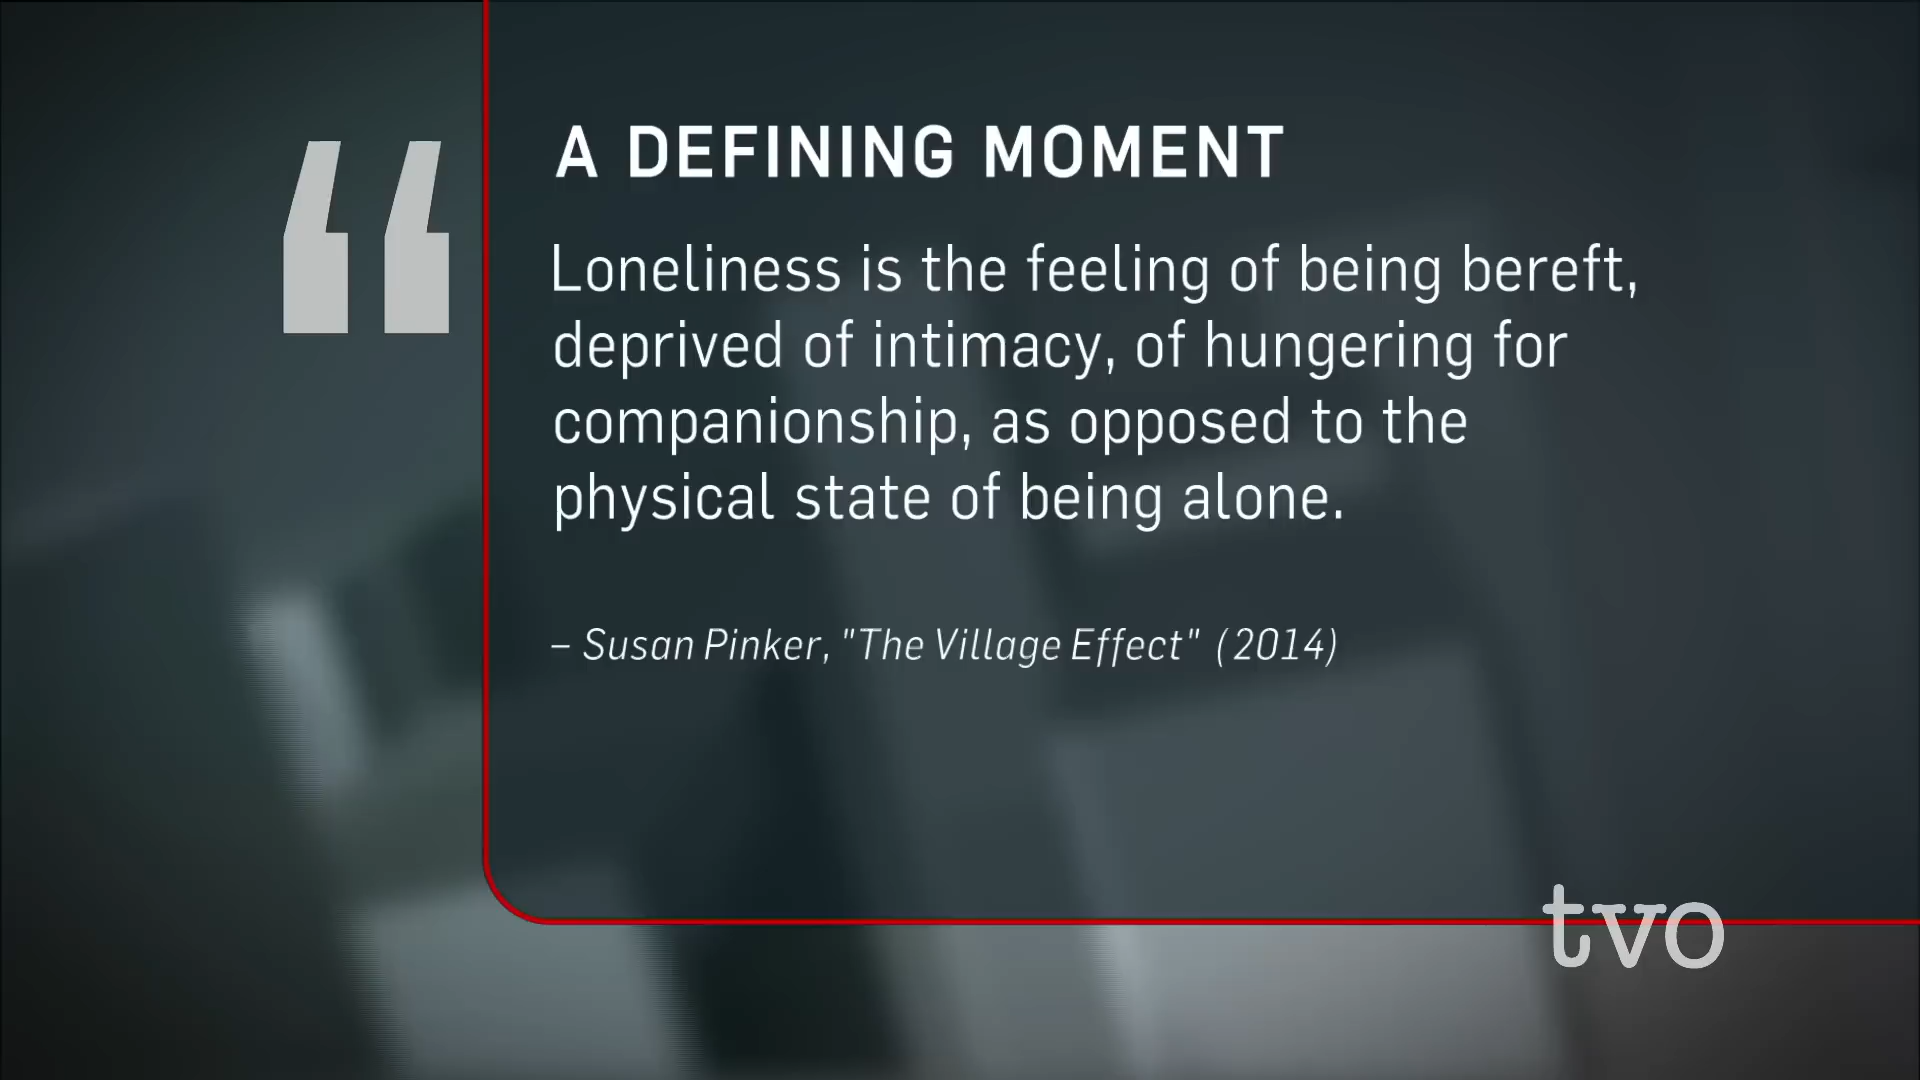 “
A DEFINING MOMENT
Loneliness is the feeling of being bereft,
deprived of intimacy, of hungering for
companionship, as opposed to the
physical state of being alone.
– Susan Pinker, "The Village Effect" (2014)
tvo